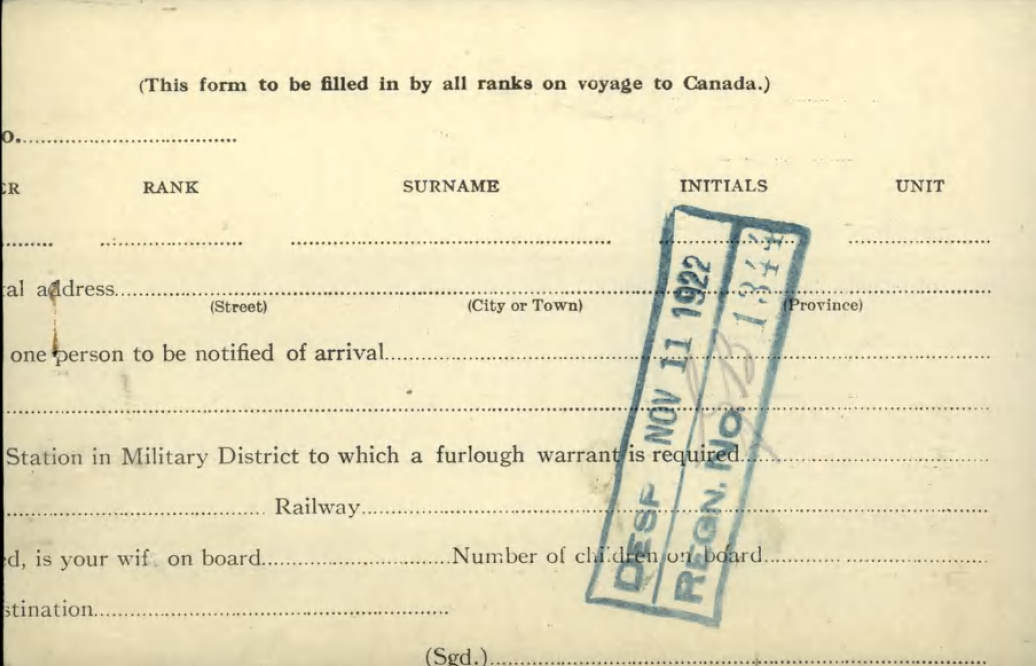 (This form to be filled in by all ranks on voyage to Canada.)
o.
ER RANK SURNAME INITIALS UNIT
al address
(Street) (City or Town) (Province)
one person to be notified of arrival
Station in Military District to which a furlough warrant is required
Railway
d, is your wif on board Number of children on board
stination
(Sgd.)
DESP NOV 11 1922
REGN. No. 1344